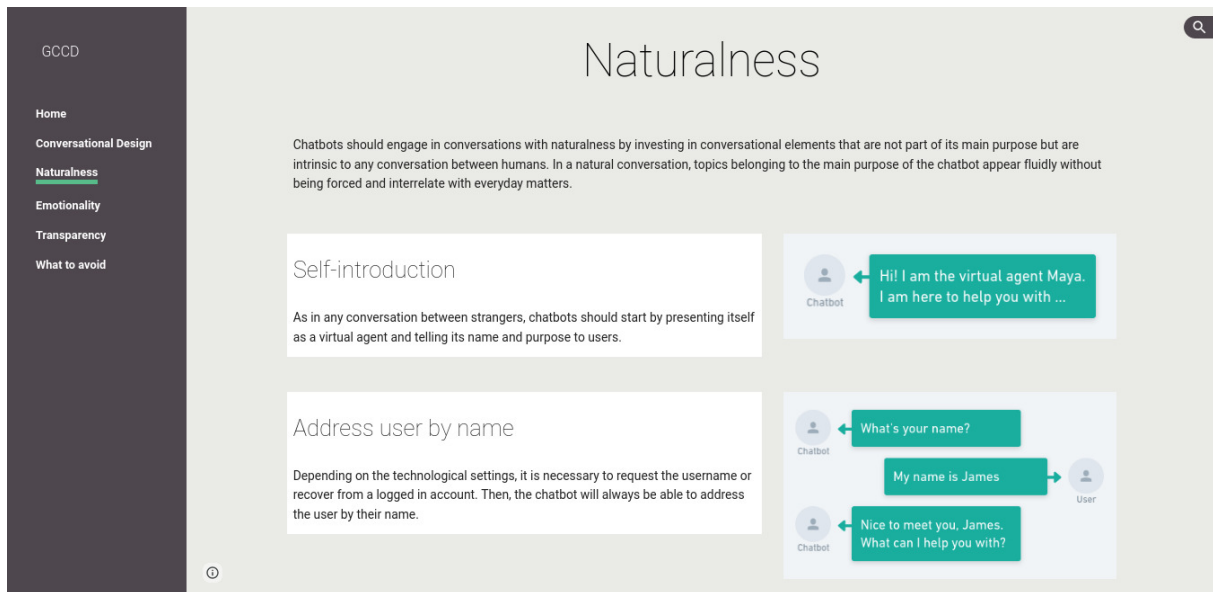 GCCD
Home
Conversational Design
Naturalness
Emotionality
Transparency
What to avoid
Naturalness
Chatbots should engage in conversations with naturalness by investing in conversational elements that are not part of its main purpose but are
intrinsic to any conversation between humans. In a natural conversation, topics belonging to the main purpose of the chatbot appear fluidly without
being forced and interrelate with everyday matters.
Self-introduction
As in any conversation between strangers, chatbots should start by presenting itself
as a virtual agent and telling its name and purpose to users.
Chatbot
Hi! I am the virtual agent Maya.
I am here to help you with ...
Address user by name
Depending on the technological settings, it is necessary to request the username or
recover from a logged in account. Then, the chatbot will always be able to address
the user by their name.
Chatbot
What's your name?
My name is James
User
Chatbot
Nice to meet you, James.
What can I help you with?